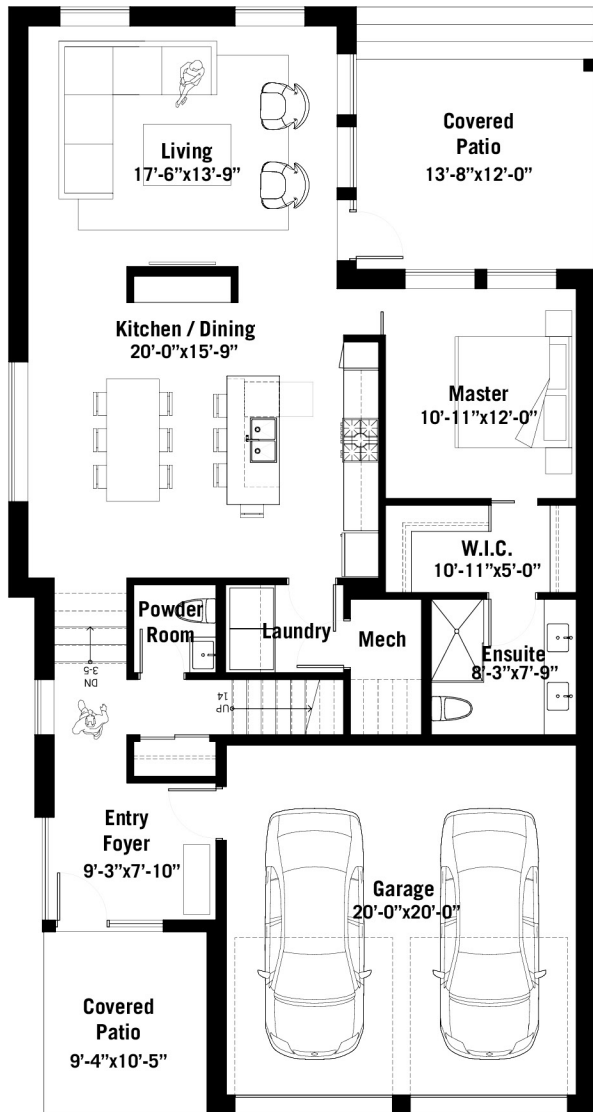 Living
17'-6"x13'-9"
Covered
Patio
13'-8"x12'-0"
Kitchen / Dining
20'-0"x15'-9"
Master
10'-11"x12'-0"
W.I.C.
10'-11"x5'-0"
Powder
Room
Laundry
Mech
Ensuite
8'-3"x7'-9"
DN
3-5
UP
14
Entry
Foyer
9'-3"x7'-10"
Garage
20'-0"x20'-0"
Covered
Patio
9'-4"x10'-5"